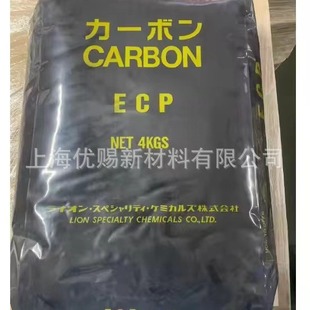 カーボン
CARBON
ECP
NET 4KGS
上海优赐新材料有限公司
ライオン・スペシャリティ・ケミカルズ株式会社
LION SPECIALTY CHEMICALS CO.,LTD.
ECP